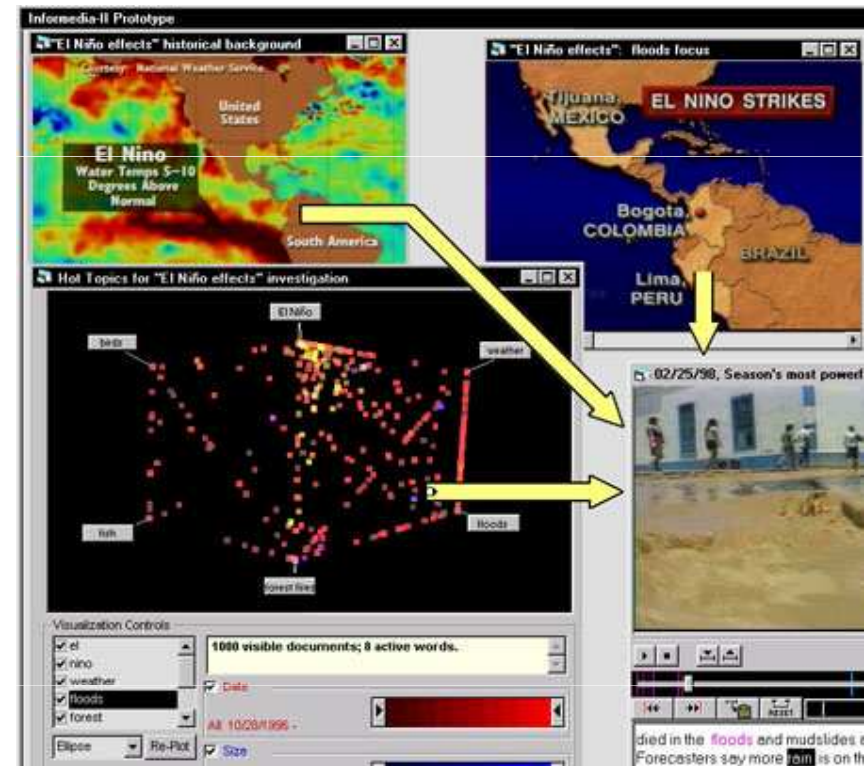 Informedia-II Prototype
"El Niño effects" historical background
Courtesy: National Weather Service
United
States
El Nino
Water Temps 5-10
Degrees Above
Normal
South America
"El Niño effects": floods focus
Tijuana,
MEXICO
EL NINO STRIKES
Bogota,
COLOMBIA
BRAZIL
Lima,
PERU
Hot Topics for "El Niño effects" investigation
El Niño
birds
weather
fish
floods
forest fires
02/25/98, Season's most powerf
Visualization Controls
el
nino
weather
floods
forest
1000 visible documents; 8 active words.
Date
All: 10/28/1996 -
Ellipse
Re-Plot
Size
RESET
died in the floods and mudslides
Forecasters say more rain is on th